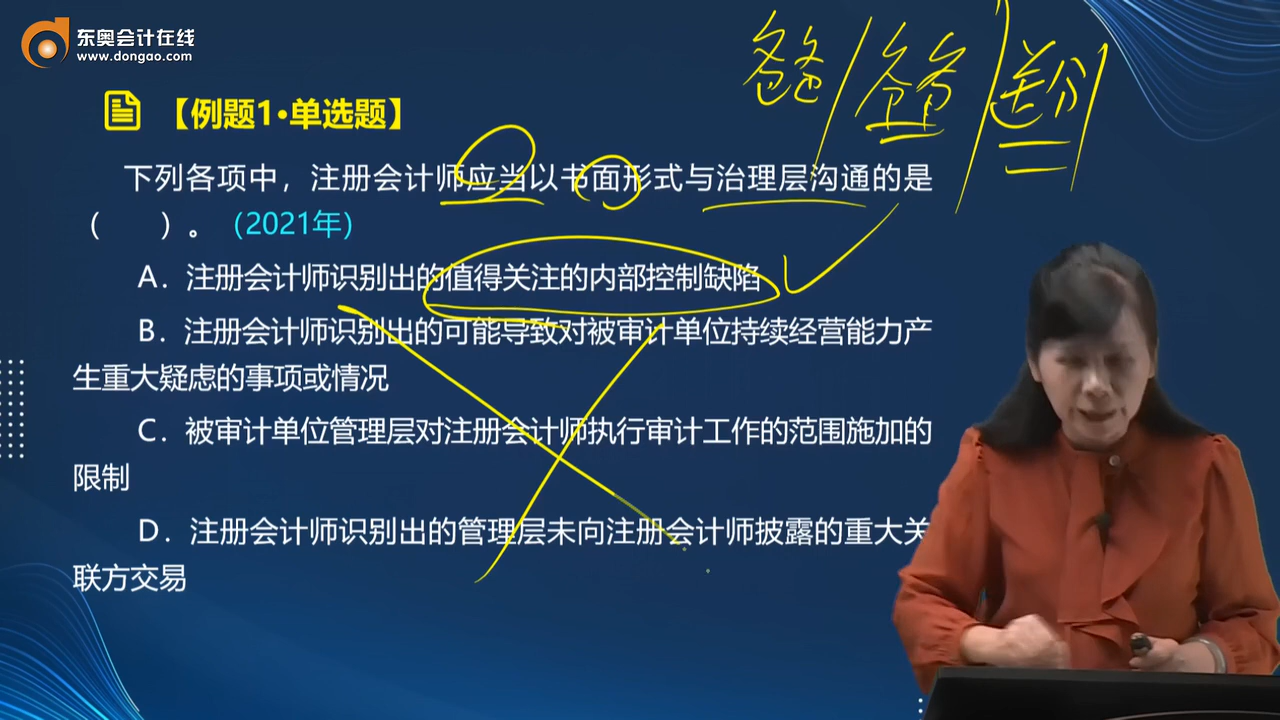 东奥会计在线
www.dongao.com
【例题1•单选题】
下列各项中，注册会计师应当以书面形式与治理层沟通的是
（ ）。（2021年）
A．注册会计师识别出的值得关注的内部控制缺陷
B．注册会计师识别出的可能导致对被审计单位持续经营能力产
生重大疑虑的事项或情况
C．被审计单位管理层对注册会计师执行审计工作的范围施加的
限制
D．注册会计师识别出的管理层未向注册会计师披露的重大关
联方交易